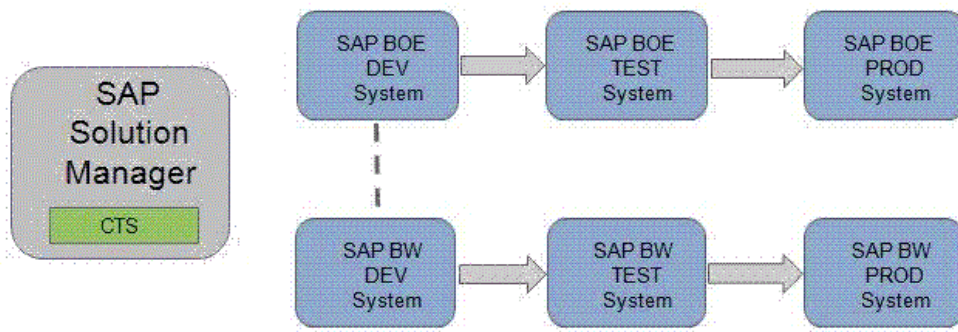 SAP
Solution
Manager
CTS
SAP BOE
DEV
System
SAP BOE
TEST
System
SAP BOE
PROD
System
SAP BW
DEV
System
SAP BW
TEST
System
SAP BW
PROD
System